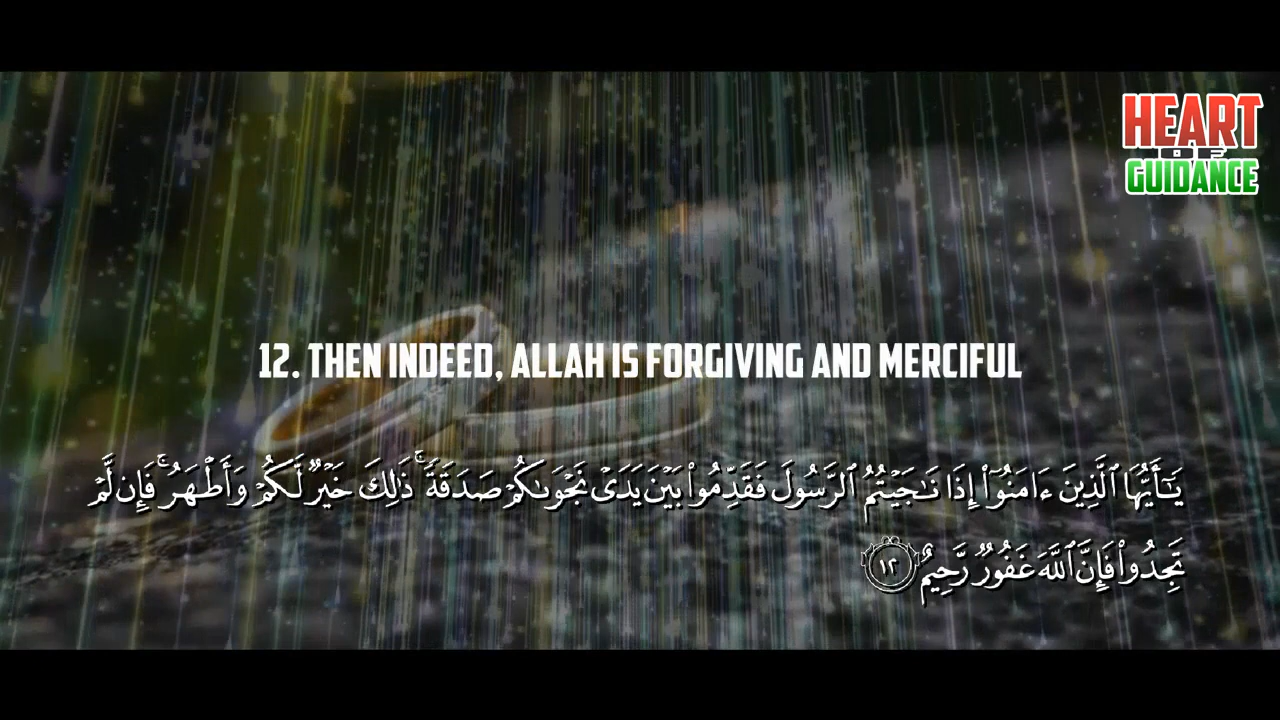 HEART
OF
GUIDANCE
12. THEN INDEED, ALLAH IS FORGIVING AND MERCIFUL
يَـٰٓأَيُّهَا ٱلَّذِينَ ءَامَنُوٓا۟ إِذَا نَـٰجَيْتُمُ ٱلرَّسُولَ فَقَدِّمُوا۟ بَيْنَ يَدَىْ نَجْوَىٰكُمْ صَدَقَةً ۚ ذَٰلِكَ خَيْرٌ لَّكُمْ وَأَطْهَرُ ۚ فَإِن لَّمْ
تَجِدُوا۟ فَإِنَّ ٱللَّهَ غَفُورٌ رَّحِيمٌ ١٢